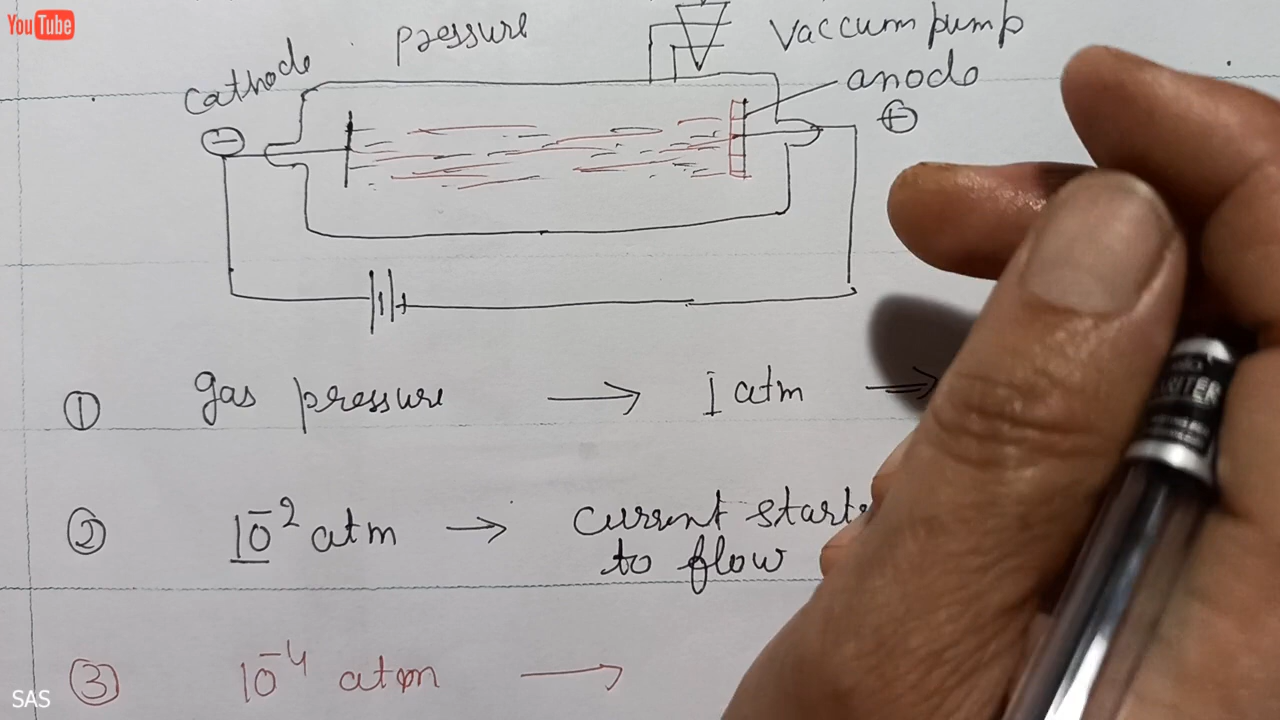 YouTube
pressure
Vaccum pump
cathode
anode
−
+
① gas pressure → 1 atm →
② 10⁻² atm → current starts
to flow
③ 10⁻⁴ atm →
SAS